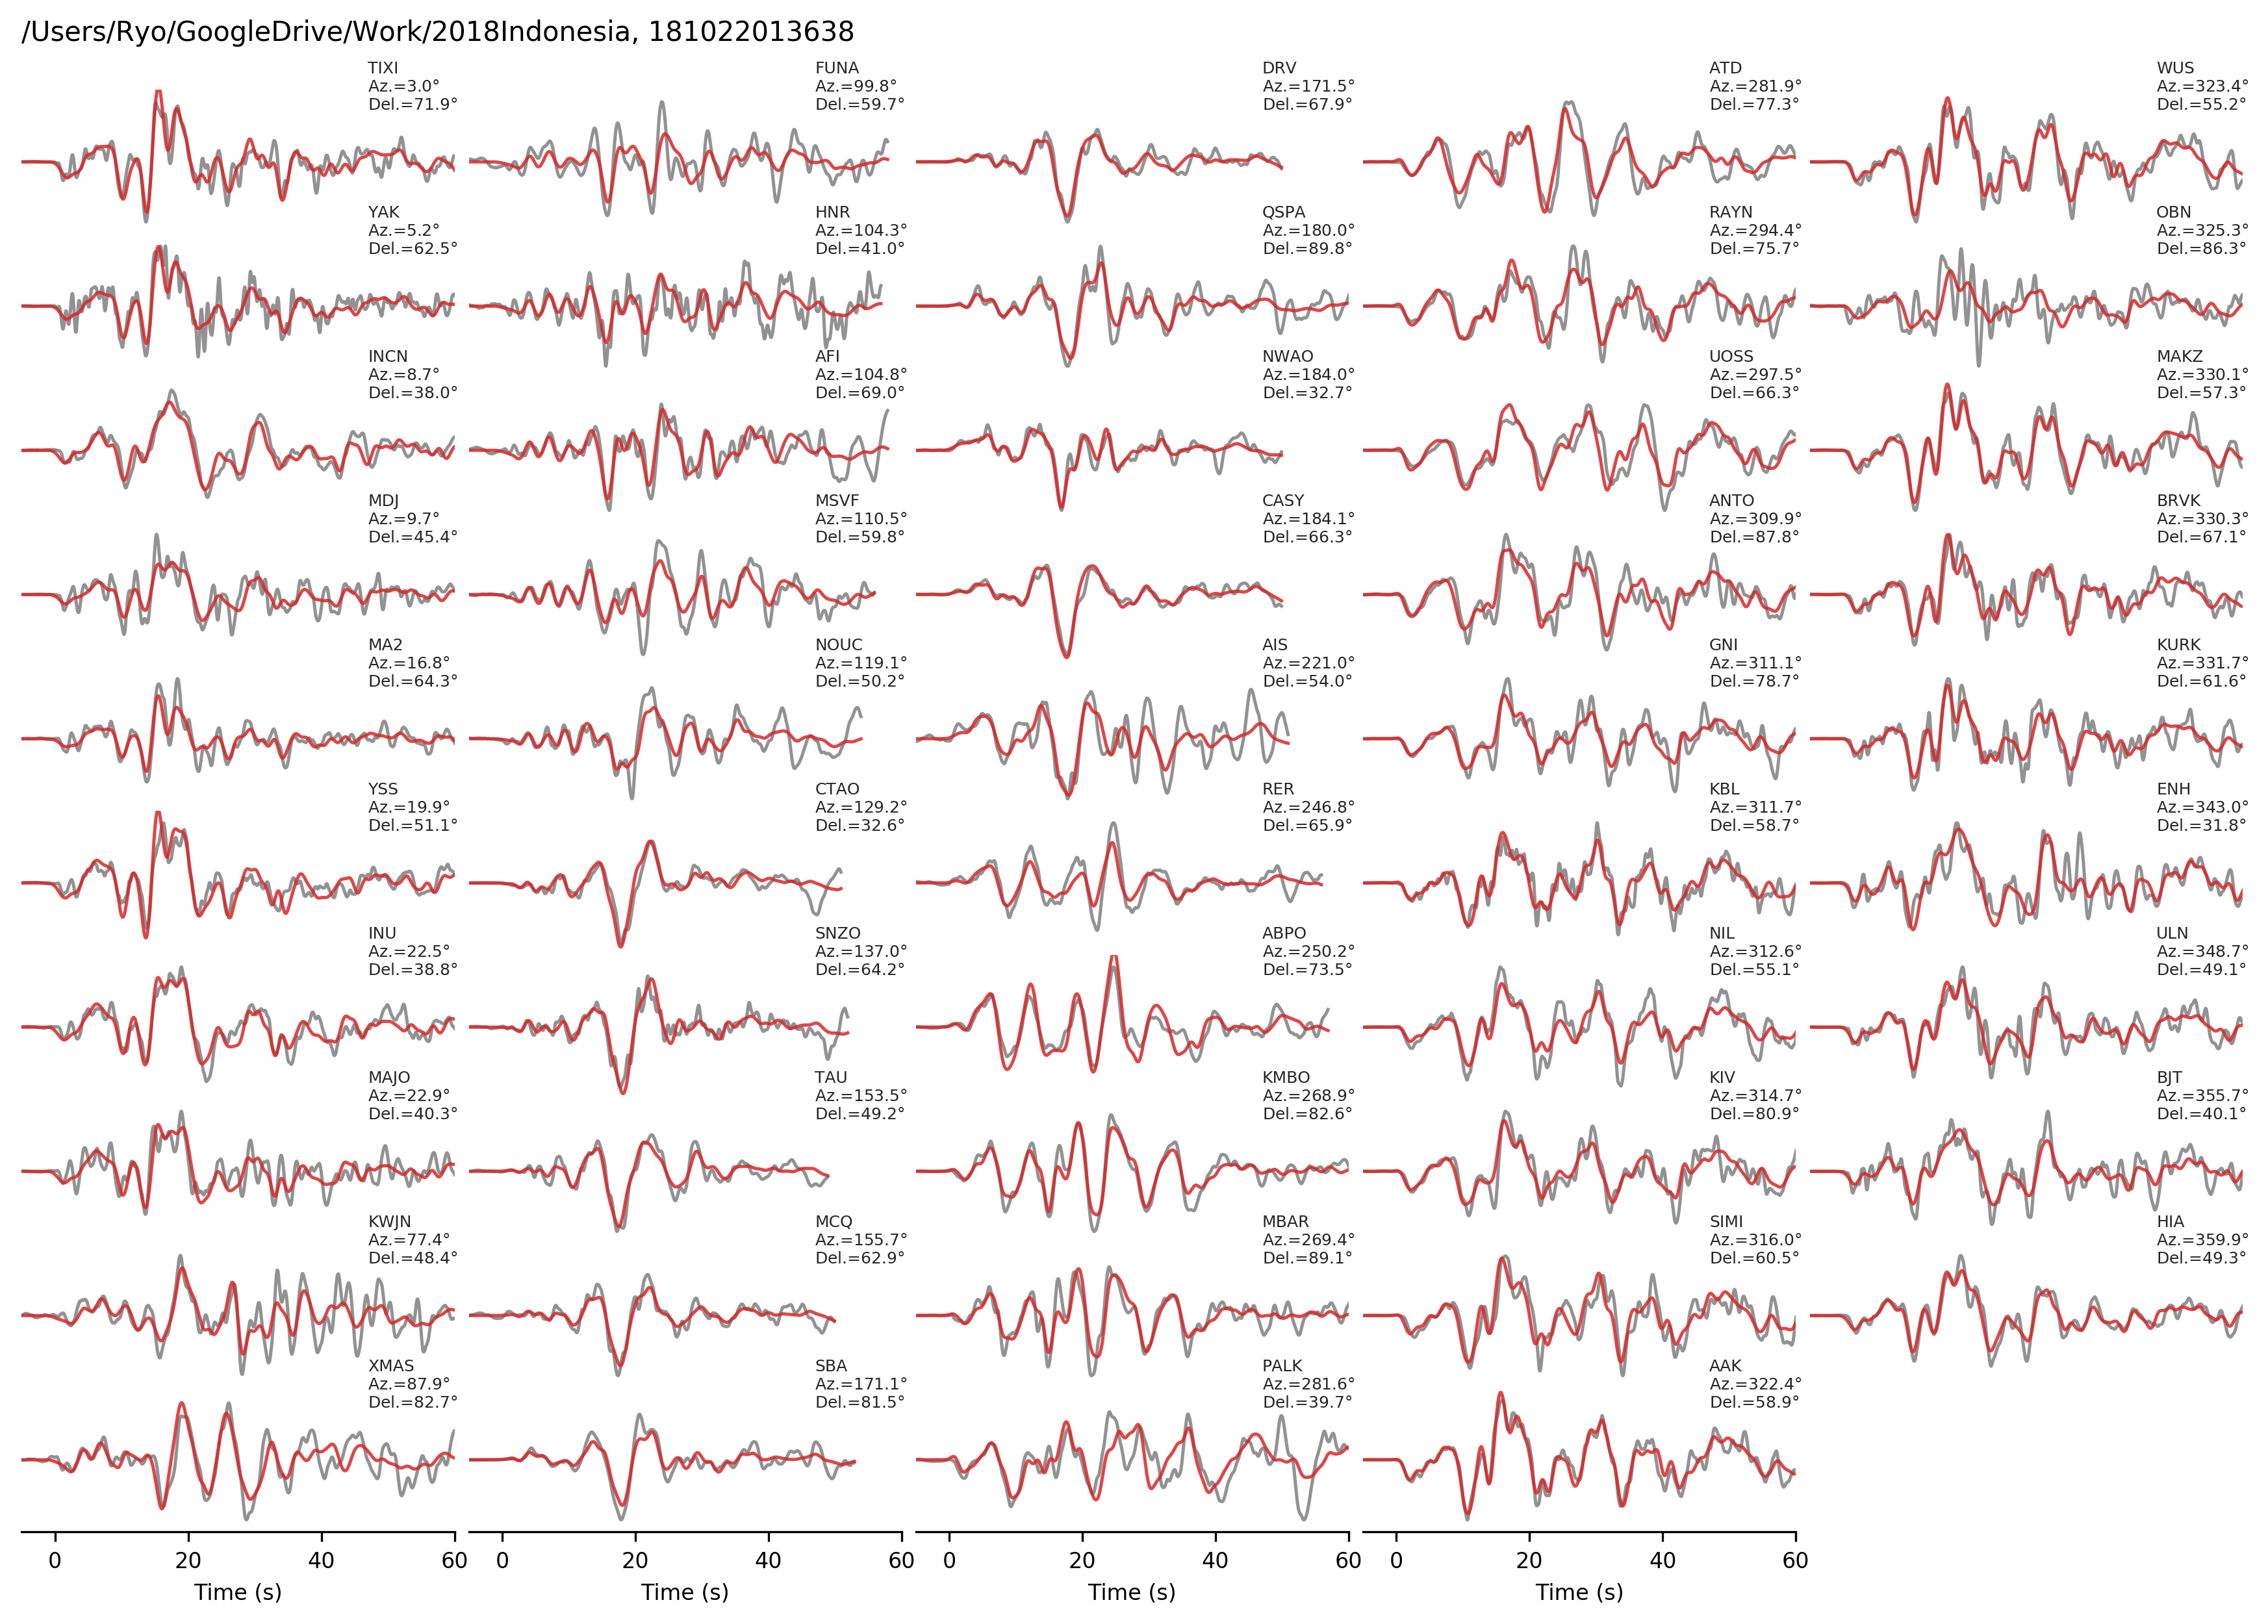 /Users/Ryo/GoogleDrive/Work/2018Indonesia, 181022013638
TIXI
Az.=3.0°
Del.=71.9°
YAK
Az.=5.2°
Del.=62.5°
INCN
Az.=8.7°
Del.=38.0°
MDJ
Az.=9.7°
Del.=45.4°
MA2
Az.=16.8°
Del.=64.3°
YSS
Az.=19.9°
Del.=51.1°
INU
Az.=22.5°
Del.=38.8°
MAJO
Az.=22.9°
Del.=40.3°
KWJN
Az.=77.4°
Del.=48.4°
XMAS
Az.=87.9°
Del.=82.7°
0 20 40 60
Time (s)
FUNA
Az.=99.8°
Del.=59.7°
HNR
Az.=104.3°
Del.=41.0°
AFI
Az.=104.8°
Del.=69.0°
MSVF
Az.=110.5°
Del.=59.8°
NOUC
Az.=119.1°
Del.=50.2°
CTAO
Az.=129.2°
Del.=32.6°
SNZO
Az.=137.0°
Del.=64.2°
TAU
Az.=153.5°
Del.=49.2°
MCQ
Az.=155.7°
Del.=62.9°
SBA
Az.=171.1°
Del.=81.5°
0 20 40 60
Time (s)
DRV
Az.=171.5°
Del.=67.9°
QSPA
Az.=180.0°
Del.=89.8°
NWAO
Az.=184.0°
Del.=32.7°
CASY
Az.=184.1°
Del.=66.3°
AIS
Az.=221.0°
Del.=54.0°
RER
Az.=246.8°
Del.=65.9°
ABPO
Az.=250.2°
Del.=73.5°
KMBO
Az.=268.9°
Del.=82.6°
MBAR
Az.=269.4°
Del.=89.1°
PALK
Az.=281.6°
Del.=39.7°
0 20 40 60
Time (s)
ATD
Az.=281.9°
Del.=77.3°
RAYN
Az.=294.4°
Del.=75.7°
UOSS
Az.=297.5°
Del.=66.3°
ANTO
Az.=309.9°
Del.=87.8°
GNI
Az.=311.1°
Del.=78.7°
KBL
Az.=311.7°
Del.=58.7°
NIL
Az.=312.6°
Del.=55.1°
KIV
Az.=314.7°
Del.=80.9°
SIMI
Az.=316.0°
Del.=60.5°
AAK
Az.=322.4°
Del.=58.9°
0 20 40 60
Time (s)
WUS
Az.=323.4°
Del.=55.2°
OBN
Az.=325.3°
Del.=86.3°
MAKZ
Az.=330.1°
Del.=57.3°
BRVK
Az.=330.3°
Del.=67.1°
KURK
Az.=331.7°
Del.=61.6°
ENH
Az.=343.0°
Del.=31.8°
ULN
Az.=348.7°
Del.=49.1°
BJT
Az.=355.7°
Del.=40.1°
HIA
Az.=359.9°
Del.=49.3°